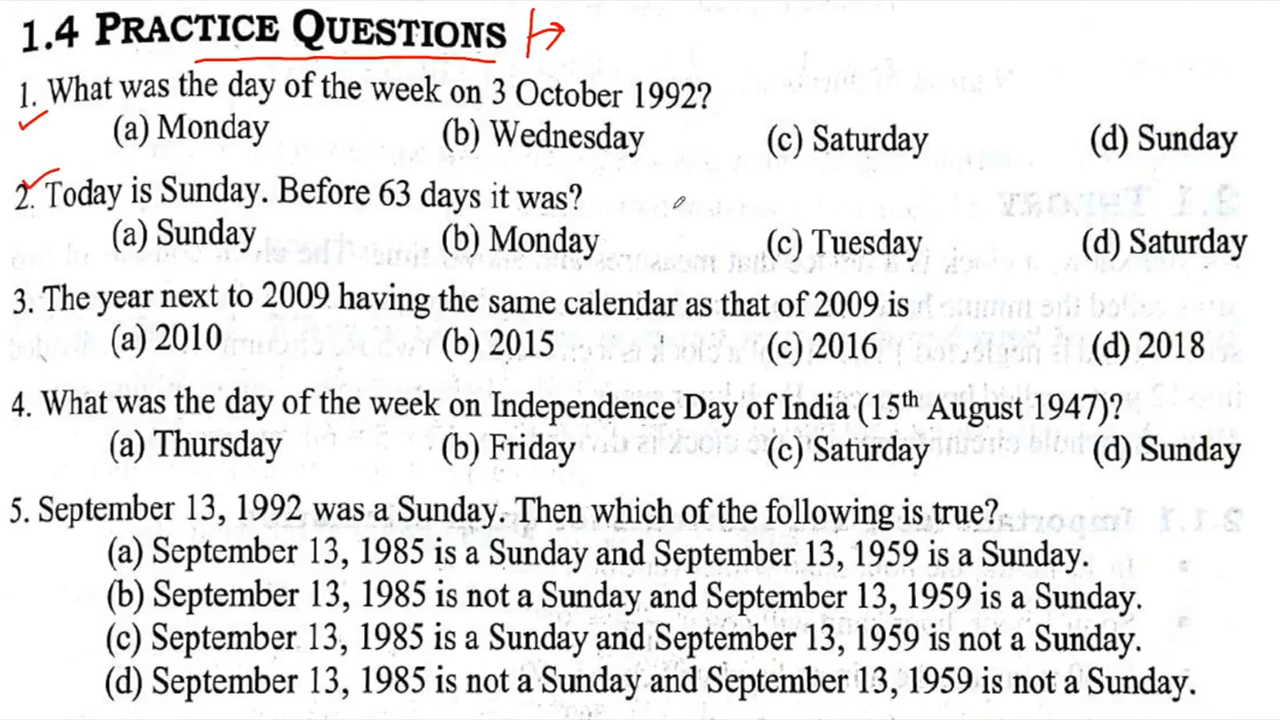 1.4 PRACTICE QUESTIONS
1. What was the day of the week on 3 October 1992?
(a) Monday (b) Wednesday (c) Saturday (d) Sunday
2. Today is Sunday. Before 63 days it was?
(a) Sunday (b) Monday (c) Tuesday (d) Saturday
3. The year next to 2009 having the same calendar as that of 2009 is
(a) 2010 (b) 2015 (c) 2016 (d) 2018
4. What was the day of the week on Independence Day of India (15th August 1947)?
(a) Thursday (b) Friday (c) Saturday (d) Sunday
5. September 13, 1992 was a Sunday. Then which of the following is true?
(a) September 13, 1985 is a Sunday and September 13, 1959 is a Sunday.
(b) September 13, 1985 is not a Sunday and September 13, 1959 is a Sunday.
(c) September 13, 1985 is a Sunday and September 13, 1959 is not a Sunday.
(d) September 13, 1985 is not a Sunday and September 13, 1959 is not a Sunday.